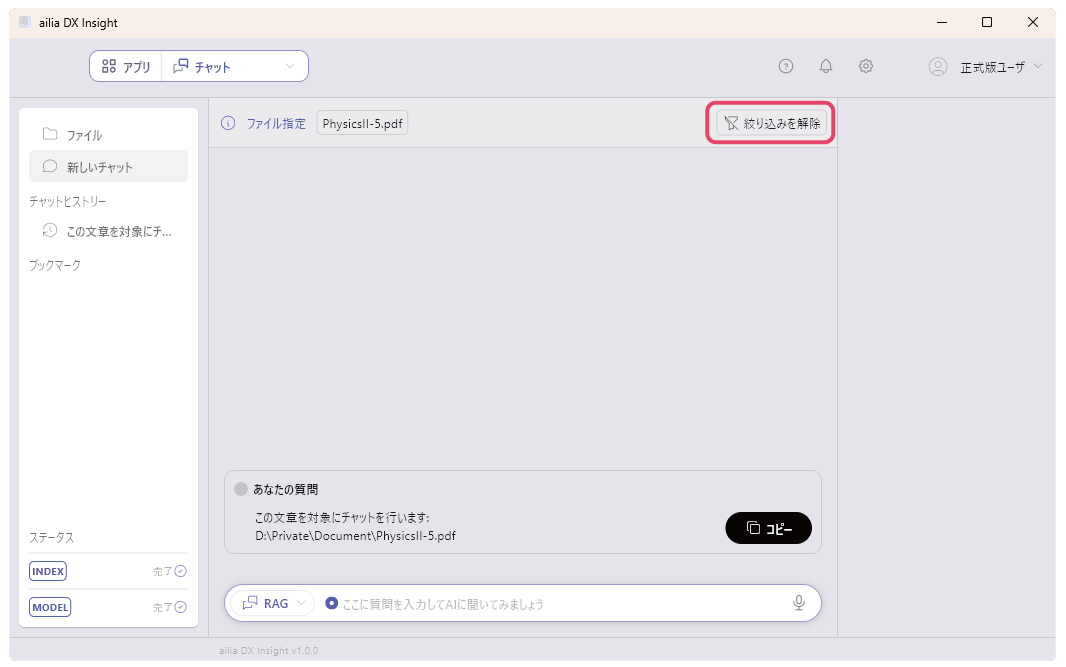 ailia DX Insight
アプリ
チャット
正式版ユーザ
ファイル
新しいチャット
チャットヒストリー
この文章を対象にチ...
ブックマーク
ステータス
INDEX 完了
MODEL 完了
ファイル指定 PhysicsII-5.pdf 絞り込みを解除
あなたの質問
この文章を対象にチャットを行います:
D:\Private\Document\PhysicsII-5.pdf
コピー
RAG ここに質問を入力してAIに聞いてみましょう
ailia DX Insight v1.0.0